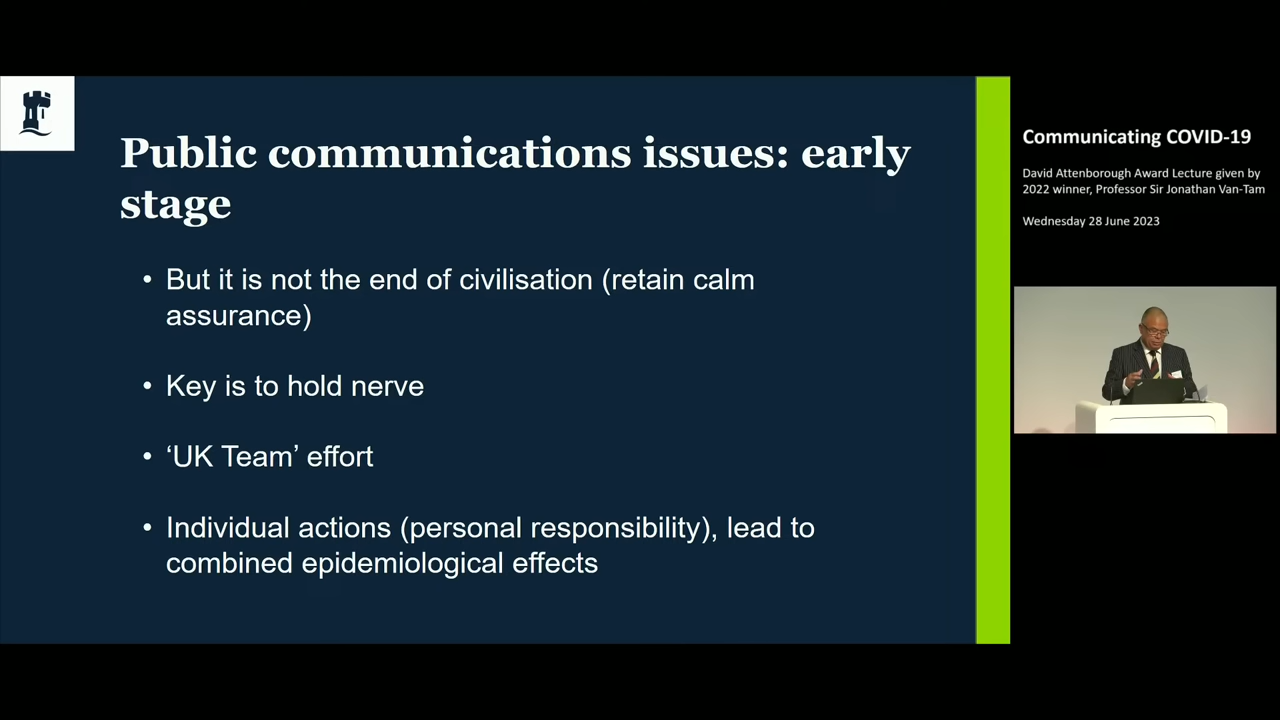 Public communications issues: early
stage
• But it is not the end of civilisation (retain calm
assurance)
• Key is to hold nerve
• ‘UK Team’ effort
• Individual actions (personal responsibility), lead to
combined epidemiological effects
Communicating COVID-19
David Attenborough Award Lecture given by
2022 winner, Professor Sir Jonathan Van-Tam
Wednesday 28 June 2023